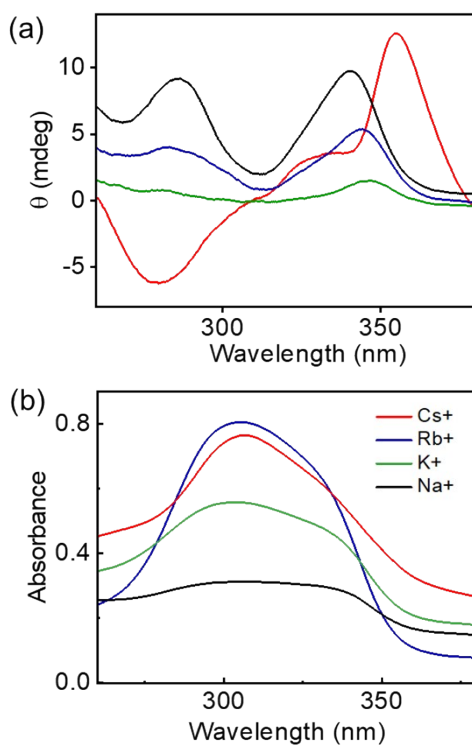 (a)
10
5
0
-5
θ (mdeg)
300
350
Wavelength (nm)
(b)
0.8
0.4
0.0
Absorbance
Cs+
Rb+
K+
Na+
300
350
Wavelength (nm)